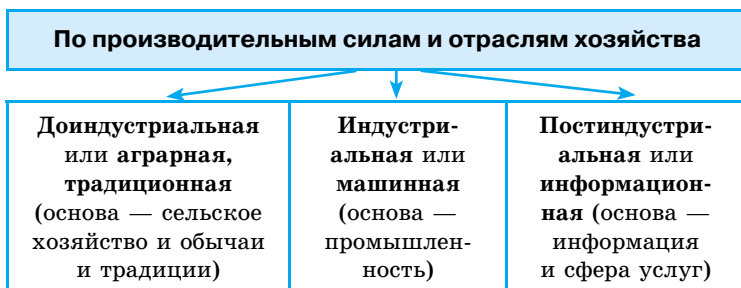 По производительным силам и отраслям хозяйства
Доиндустриальная
или аграрная,
традиционная
(основа — сельское
хозяйство и обычаи
и традиции)
Индустри-
альная или
машинная
(основа —
промышлен-
ность)
Постиндустри-
альная или
информацион-
ная (основа —
информация
и сфера услуг)